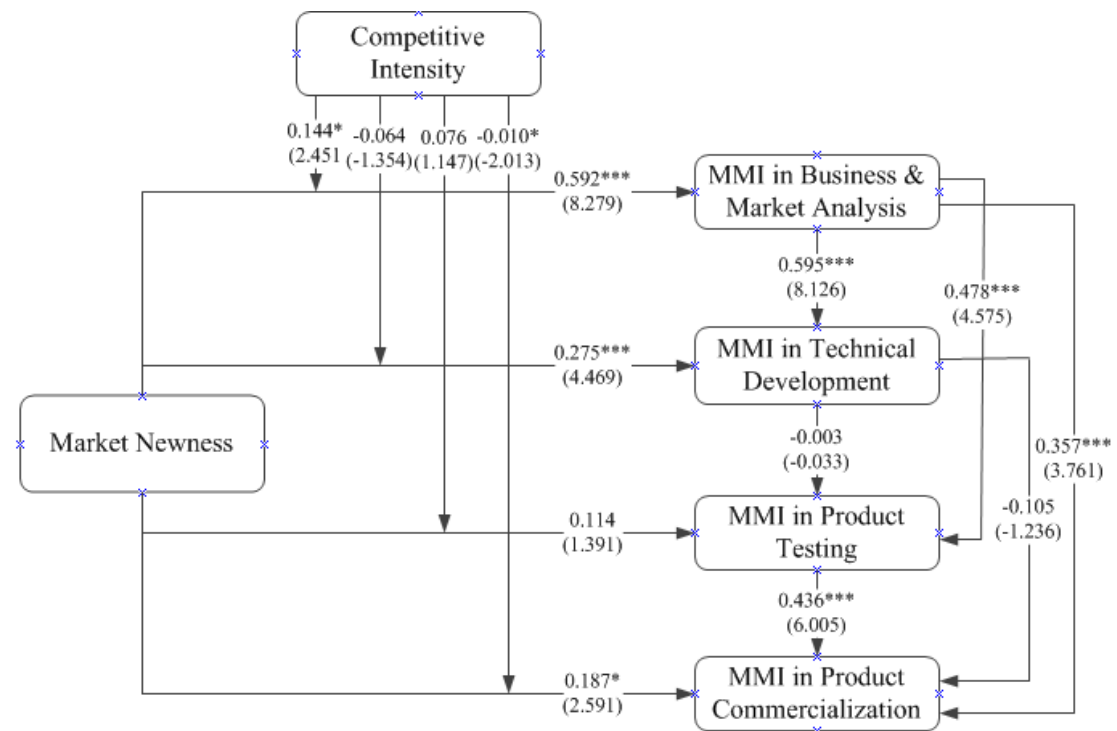 Competitive
Intensity
0.144* -0.064 0.076 -0.010*
(2.451 (-1.354) (1.147) (-2.013)
0.592***
(8.279)
MMI in Business &
Market Analysis
0.595***
(8.126)
0.478***
(4.575)
0.275***
(4.469)
MMI in Technical
Development
Market Newness
-0.003
(-0.033)
0.357***
(3.761)
-0.105
(-1.236)
0.114
(1.391)
MMI in Product
Testing
0.436***
(6.005)
0.187*
(2.591)
MMI in Product
Commercialization